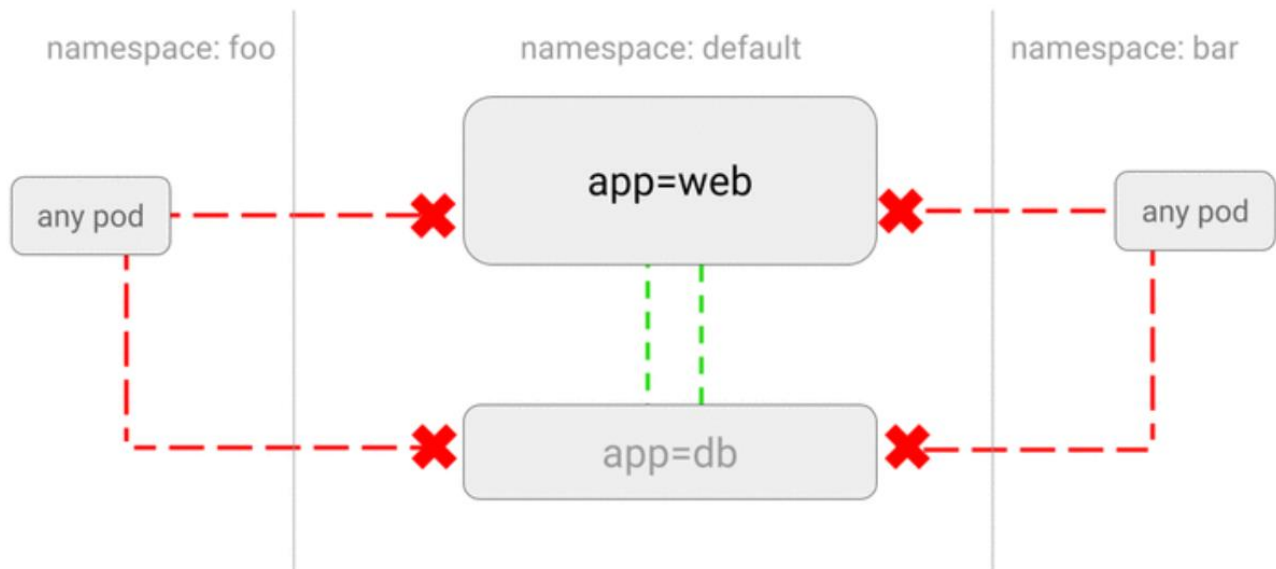 namespace: foo
namespace: default
namespace: bar
app=web
any pod
any pod
app=db